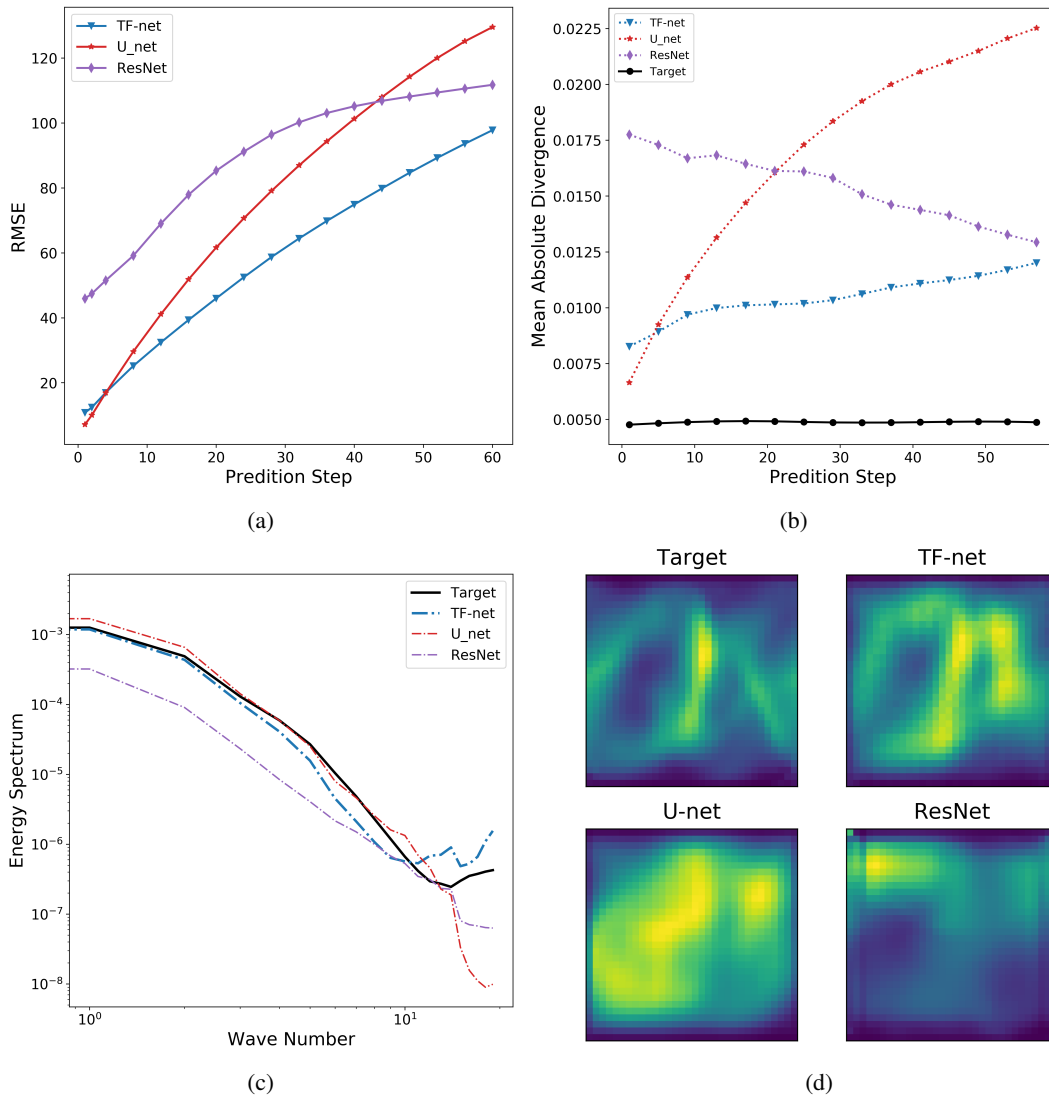 TF-net
U_net
ResNet
120
100
80
60
40
20
0 10 20 30 40 50 60
RMSE
Predition Step
(a)
TF-net
U_net
ResNet
Target
0.0225
0.0200
0.0175
0.0150
0.0125
0.0100
0.0075
0.0050
0 10 20 30 40 50
Mean Absolute Divergence
Predition Step
(b)
Target
TF-net
U_net
ResNet
10⁻³
10⁻⁴
10⁻⁵
10⁻⁶
10⁻⁷
10⁻⁸
10⁰ 10¹
Energy Spectrum
Wave Number
(c)
Target TF-net
U-net ResNet
(d)